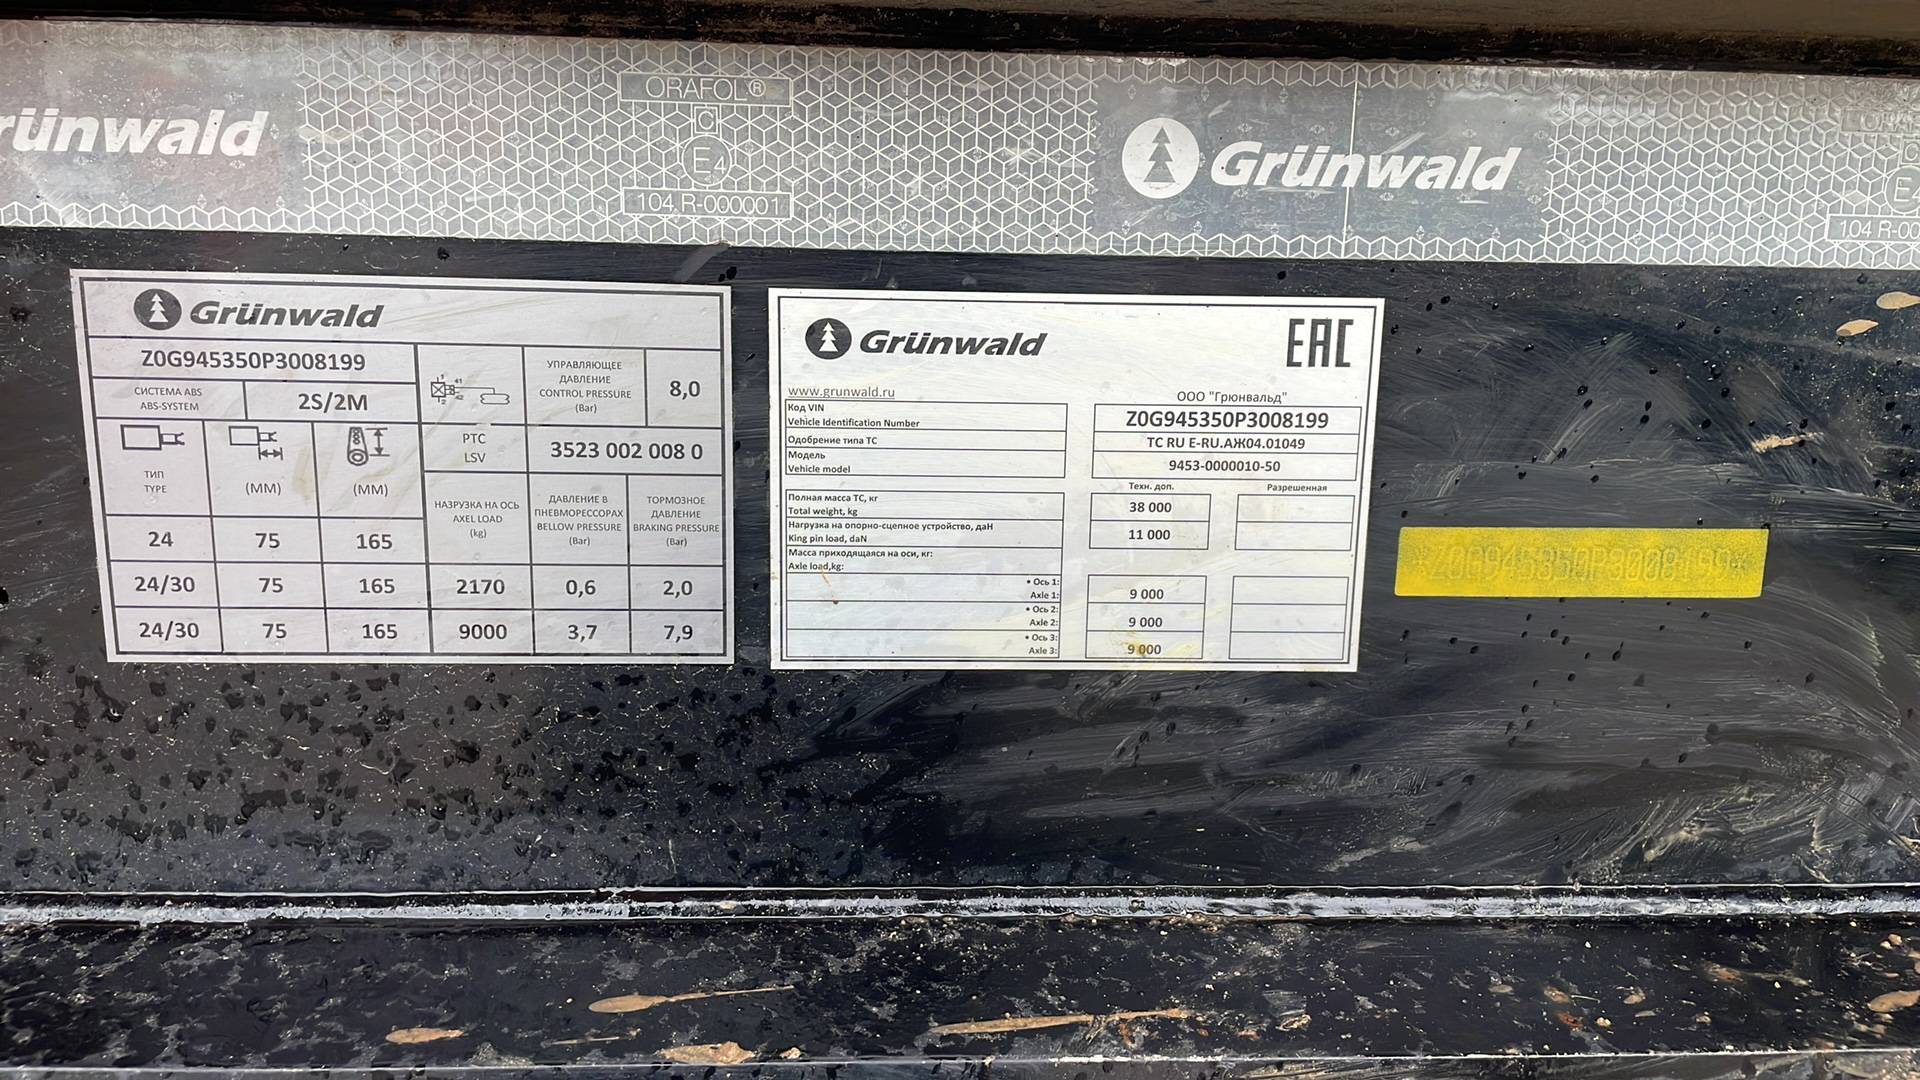 rünwald
ORAFOL®
C
E4
104 R-000001
Grünwald
E4
104 R-00
Grünwald
Z0G945350P3008199
СИСТЕМА ABS
ABS-SYSTEM
2S/2M
УПРАВЛЯЮЩЕЕ
ДАВЛЕНИЕ
CONTROL PRESSURE
(Bar)
8,0
РТС
LSV
3523 002 008 0
ТИП
TYPE
(MM)
(MM)
НАГРУЗКА НА ОСЬ
AXEL LOAD
(kg)
ДАВЛЕНИЕ В
ПНЕВМОРЕССОРАХ
BELLOW PRESSURE
(Bar)
ТОРМОЗНОЕ
ДАВЛЕНИЕ
BRAKING PRESSURE
(Bar)
24 75 165
24/30 75 165 2170 0,6 2,0
24/30 75 165 9000 3,7 7,9
Grünwald
EAC
www.grunwald.ru
ООО "Грюнвальд"
Код VIN
Vehicle Identification Number
Z0G945350P3008199
Одобрение типа ТС
ТС RU E-RU.АЖ04.01049
Модель
Vehicle model
9453-0000010-50
Техн. доп.
Разрешенная
Полная масса ТС, кг
Total weight, kg
38 000
Нагрузка на опорно-сцепное устройство, даН
King pin load, daN
11 000
Масса приходящаяся на оси, кг:
Axle load,kg:
• Ось 1:
Axle 1:
9 000
• Ось 2:
Axle 2:
9 000
• Ось 3:
Axle 3:
9 000
Z0G945350P3008199